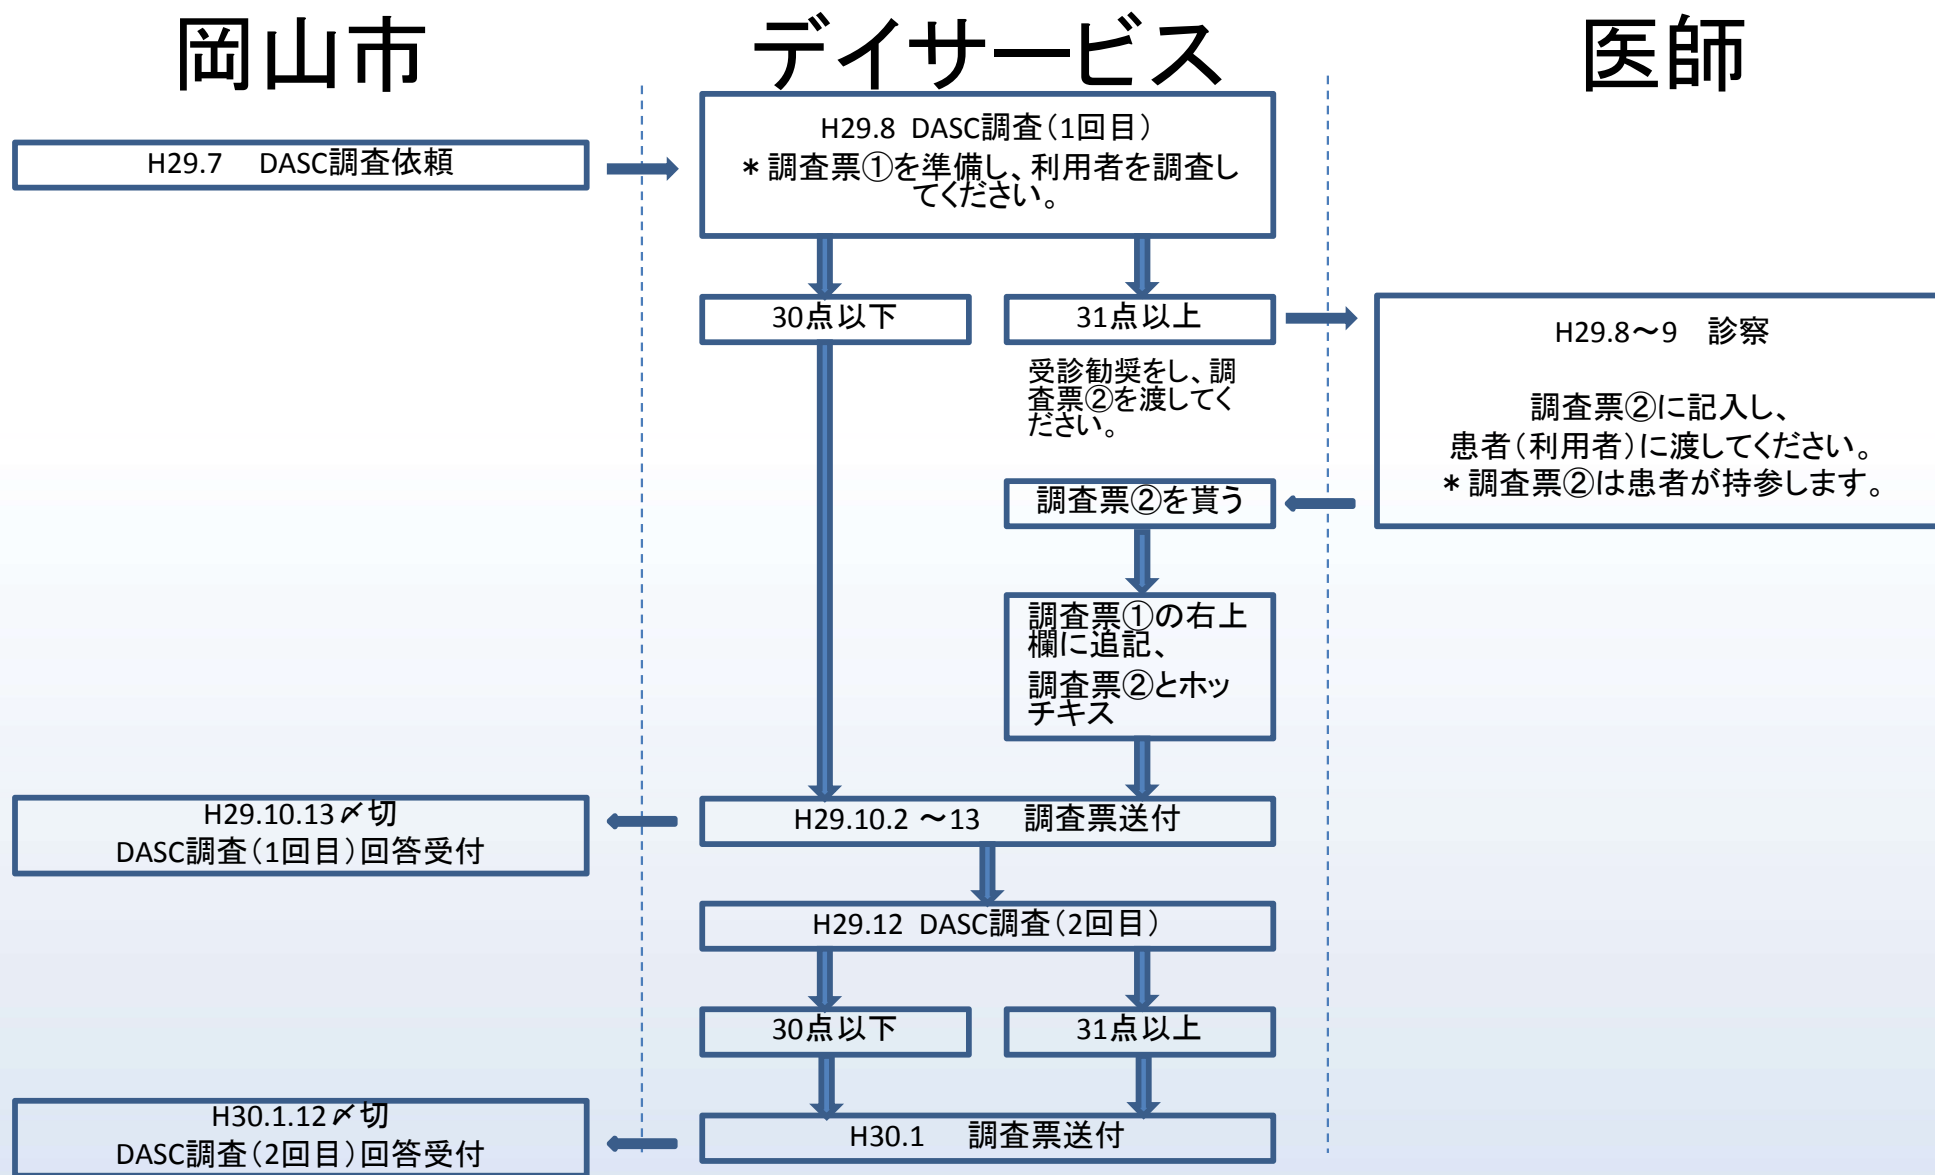 岡山市
デイサービス
医師
H29.7　DASC調査依頼
H29.8 DASC調査（1回目）
＊調査票①を準備し、利用者を調査し
てください。
30点以下
31点以上
受診勧奨をし、調
査票②を渡してく
ださい。
H29.8～9　診察
調査票②に記入し、
患者（利用者）に渡してください。
＊調査票②は患者が持参します。
調査票②を貰う
調査票①の右上
欄に追記、
調査票②とホッ
チキス
H29.10.2 ～13　調査票送付
H29.10.13〆切
DASC調査（1回目）回答受付
H29.12 DASC調査（2回目）
30点以下
31点以上
H30.1　調査票送付
H30.1.12〆切
DASC調査（2回目）回答受付